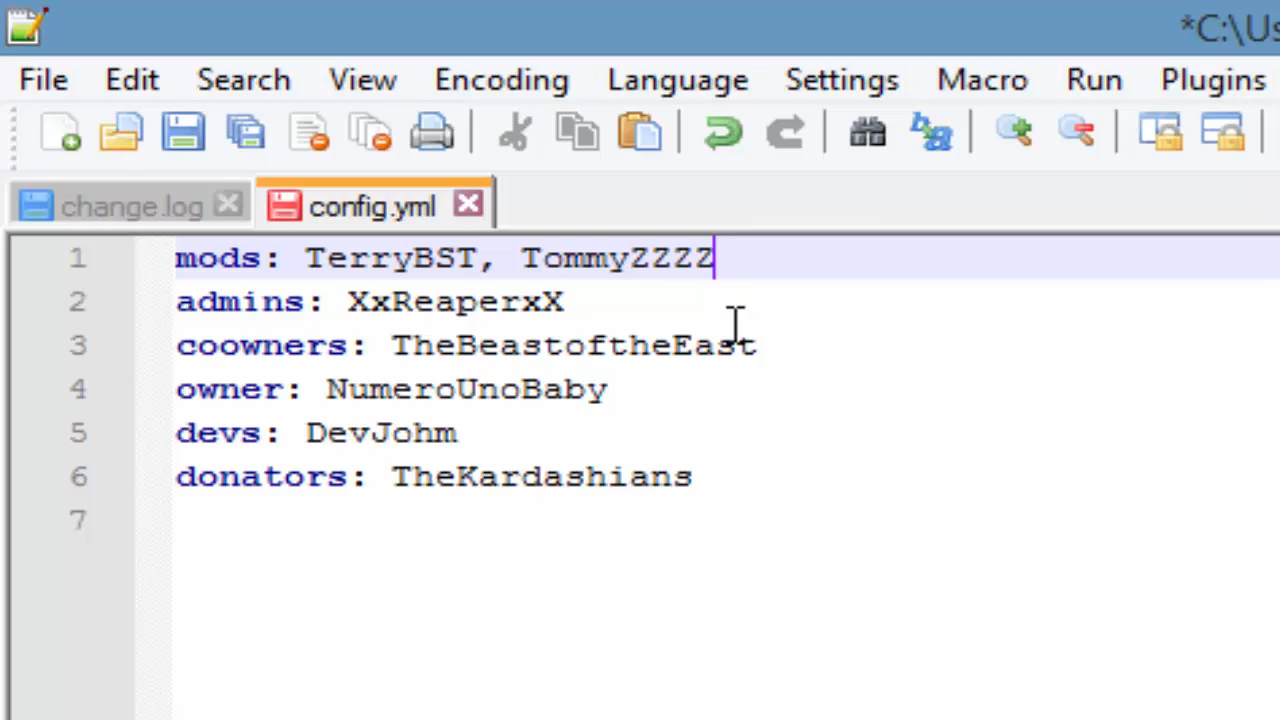 *C:\Us
File Edit Search View Encoding Language Settings Macro Run Plugins
change.log config.yml
1 mods: TerryBST, TommyZZZZ
2 admins: XxReaperxX
3 coowners: TheBeastoftheEast
4 owner: NumeroUnoBaby
5 devs: DevJohm
6 donators: TheKardashians
7